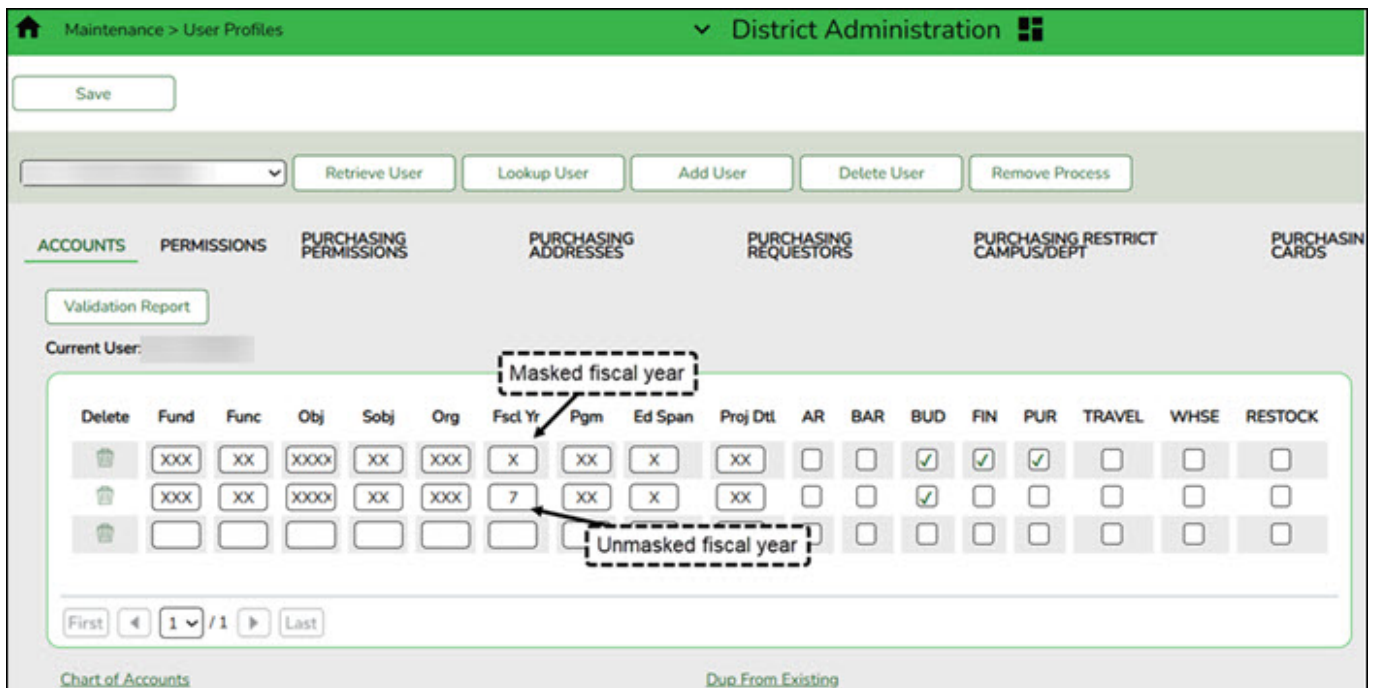 Maintenance > User Profiles District Administration
Save
Retrieve User Lookup User Add User Delete User Remove Process
ACCOUNTS PERMISSIONS PURCHASING PERMISSIONS PURCHASING ADDRESSES PURCHASING REQUESTORS PURCHASING RESTRICT CAMPUS/DEPT PURCHASIN CARDS
Validation Report
Current User:
Masked fiscal year
Delete Fund Func Obj Sobj Org Fscl Yr Pgm Ed Span Proj Dtl AR BAR BUD FIN PUR TRAVEL WHSE RESTOCK
XXX XX XXXX XX XXX X XX X XX
XXX XX XXXX XX XXX 7 XX X XX
Unmasked fiscal year
First 1 / 1 Last
Chart of Accounts Dup From Existing